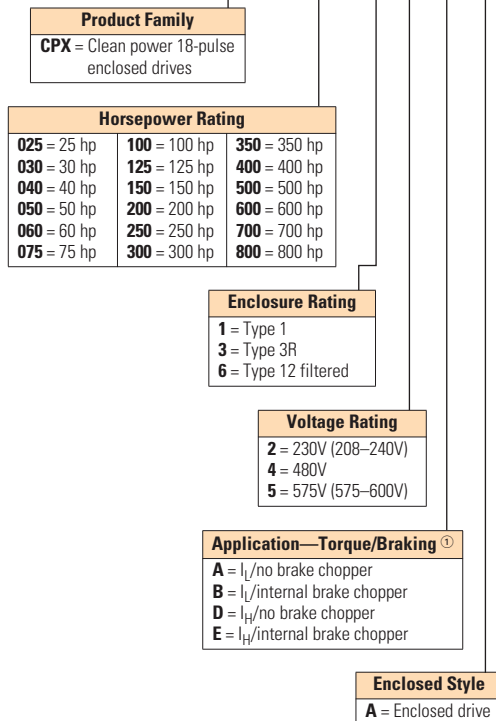 Product Family
CPX = Clean power 18-pulse
enclosed drives
Horsepower Rating
025 = 25 hp 100 = 100 hp 350 = 350 hp
030 = 30 hp 125 = 125 hp 400 = 400 hp
040 = 40 hp 150 = 150 hp 500 = 500 hp
050 = 50 hp 200 = 200 hp 600 = 600 hp
060 = 60 hp 250 = 250 hp 700 = 700 hp
075 = 75 hp 300 = 300 hp 800 = 800 hp
Enclosure Rating
1 = Type 1
3 = Type 3R
6 = Type 12 filtered
Voltage Rating
2 = 230V (208–240V)
4 = 480V
5 = 575V (575–600V)
Application—Torque/Braking ①
A = IL/no brake chopper
B = IL/internal brake chopper
D = IH/no brake chopper
E = IH/internal brake chopper
Enclosed Style
A = Enclosed drive